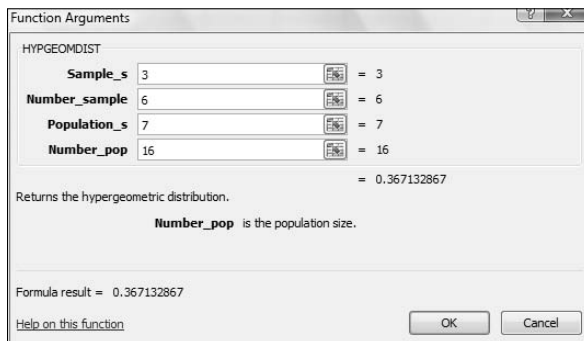 Function Arguments ?
HYPGEOMDIST
Sample_s 3 = 3
Number_sample 6 = 6
Population_s 7 = 7
Number_pop 16 = 16
= 0.367132867
Returns the hypergeometric distribution.
Number_pop is the population size.
Formula result = 0.367132867
Help on this function OK Cancel